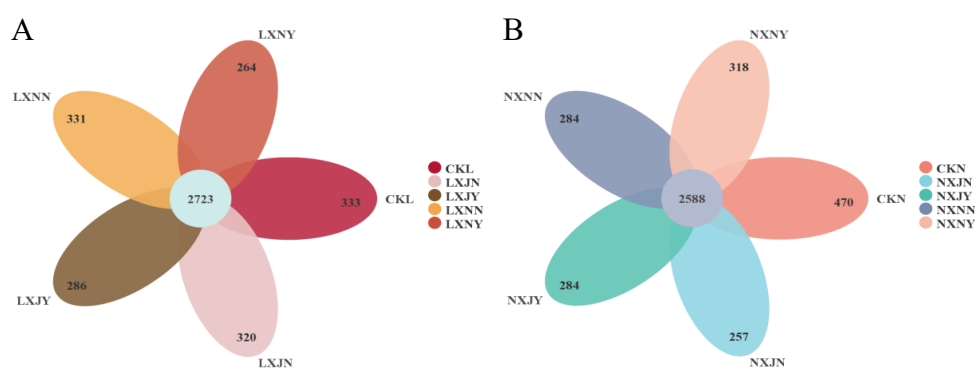 A
LXNY
264
LXNN
331
2723
333
CKL
LXJY
286
320
LXJN
CKL
LXJN
LXJY
LXNN
LXNY
B
NXNY
318
NXNN
284
2588
470
CKN
NXJY
284
257
NXJN
CKN
NXJN
NXJY
NXNN
NXNY